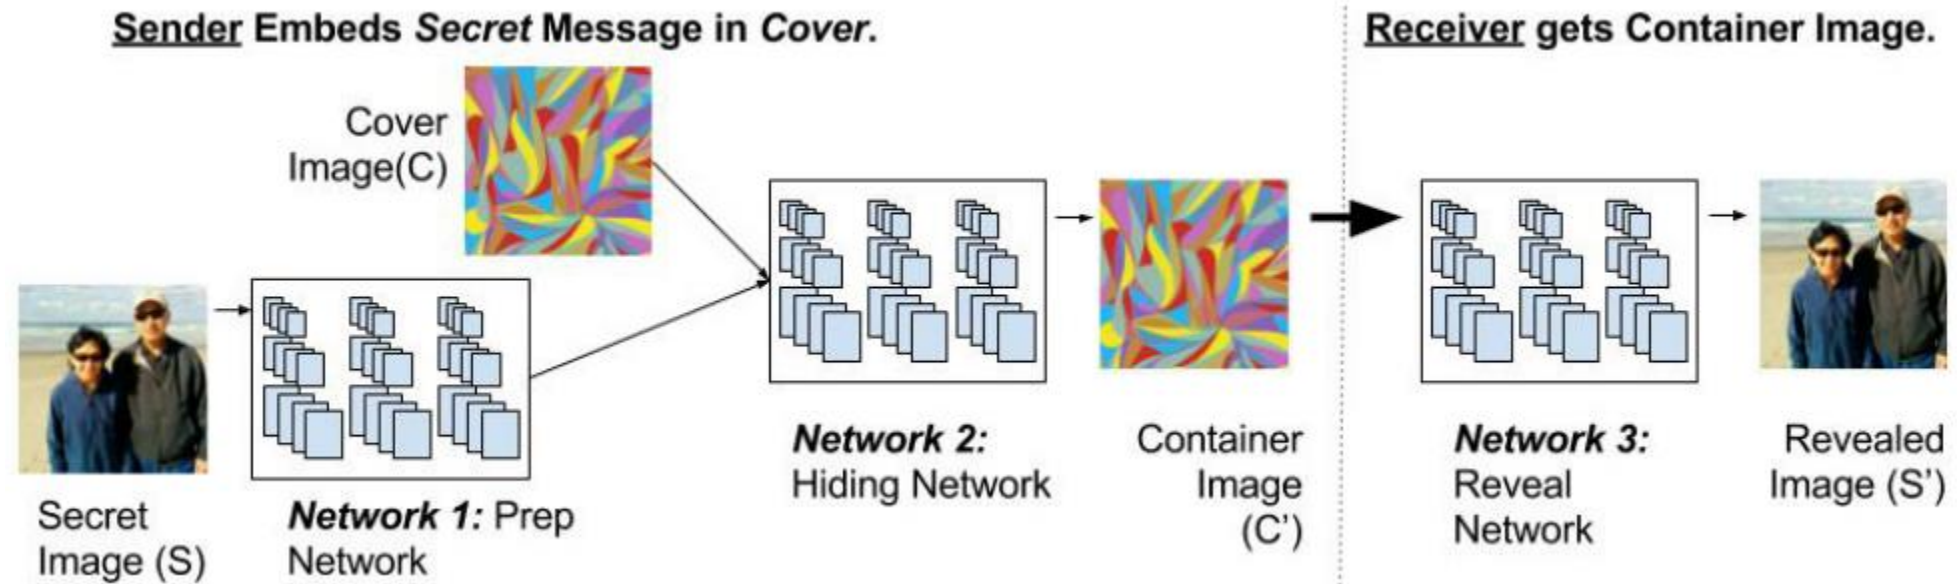 Sender Embeds Secret Message in Cover.
Receiver gets Container Image.
Cover
Image(C)
Secret
Image (S)
Network 1: Prep
Network
Network 2:
Hiding Network
Container
Image
(C’)
Network 3:
Reveal
Network
Revealed
Image (S’)